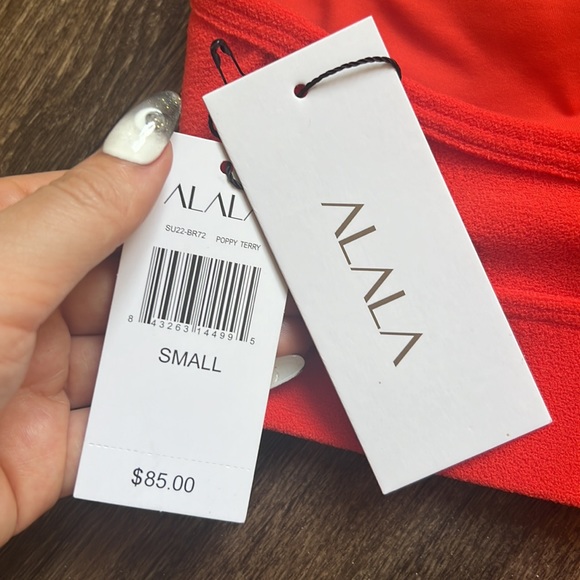 ALALA
SU22-BR72 POPPY TERRY
8 43263 14499 5
SMALL
$85.00
ALALA